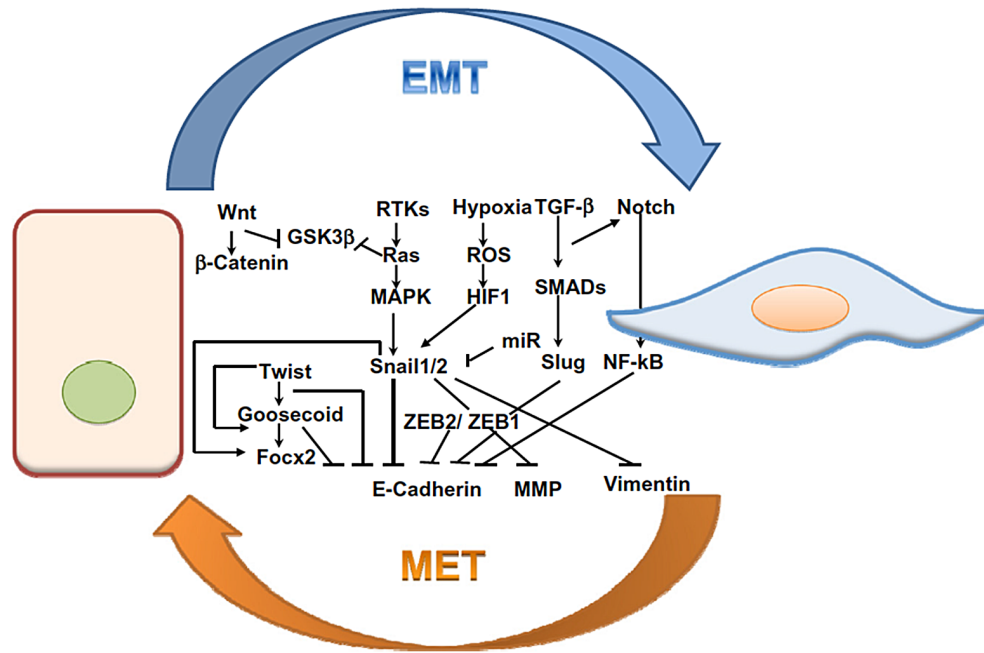 EMT
Wnt
RTKs
Hypoxia
TGF-β
Notch
GSK3β
β-Catenin
Ras
ROS
MAPK
HIF1
SMADs
miR
Snail1/2
Slug
NF-kB
Twist
Goosecoid
ZEB2/ ZEB1
Focx2
E-Cadherin
MMP
Vimentin
MET